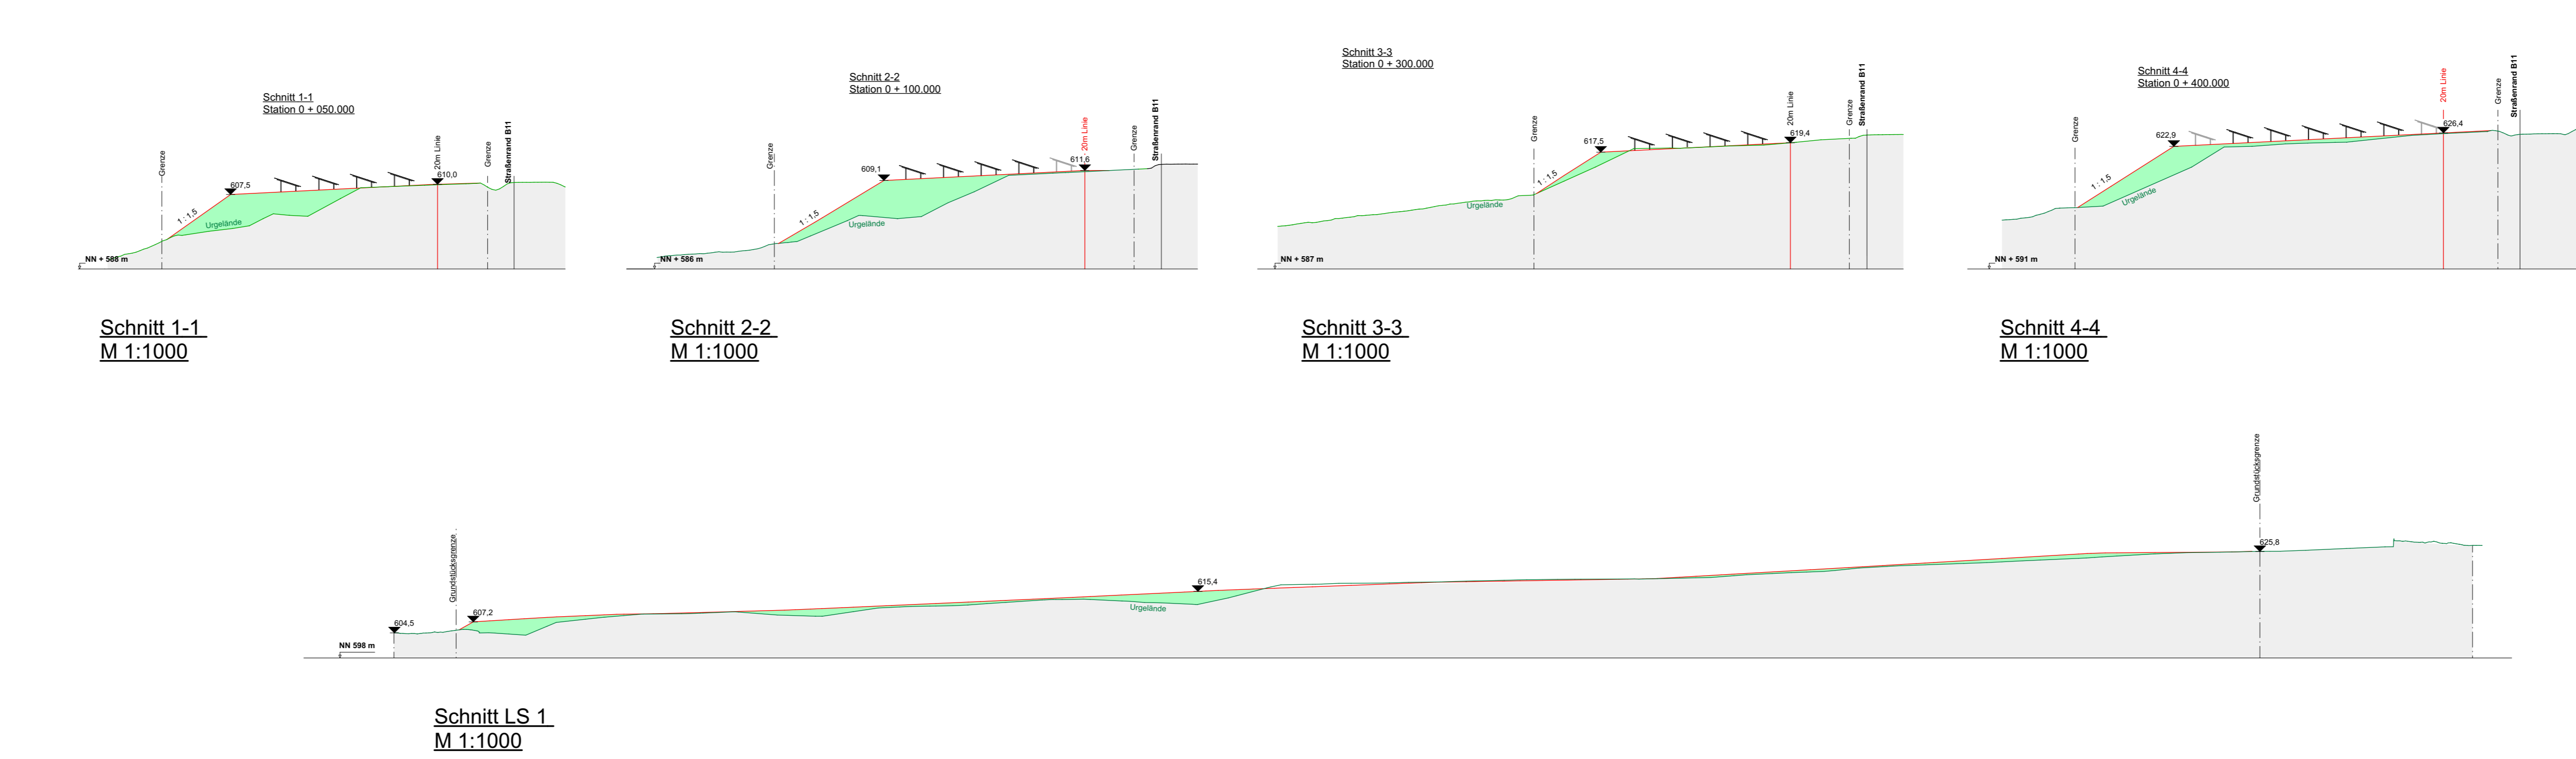 Schnitt 1-1
Station 0 + 050.000
Grenze
607,5
1 : 1,5
Urgelände
20m Linie
610,0
Grenze
Straßenrand B11
NN + 588 m
Schnitt 1-1
M 1:1000
Schnitt 2-2
Station 0 + 100.000
Grenze
609,1
1 : 1,5
Urgelände
20m Linie
611,6
Grenze
Straßenrand B11
NN + 586 m
Schnitt 2-2
M 1:1000
Schnitt 3-3
Station 0 + 300.000
Grenze
617,5
1 : 1,5
Urgelände
20m Linie
619,4
Grenze
Straßenrand B11
NN + 587 m
Schnitt 3-3
M 1:1000
Schnitt 4-4
Station 0 + 400.000
Grenze
622,9
1 : 1,5
Urgelände
20m Linie
626,4
Grenze
Straßenrand B11
NN + 591 m
Schnitt 4-4
M 1:1000
Grundstücksgrenze
604,5
607,2
615,4
Urgelände
Grundstücksgrenze
625,8
NN 598 m
Schnitt LS 1
M 1:1000